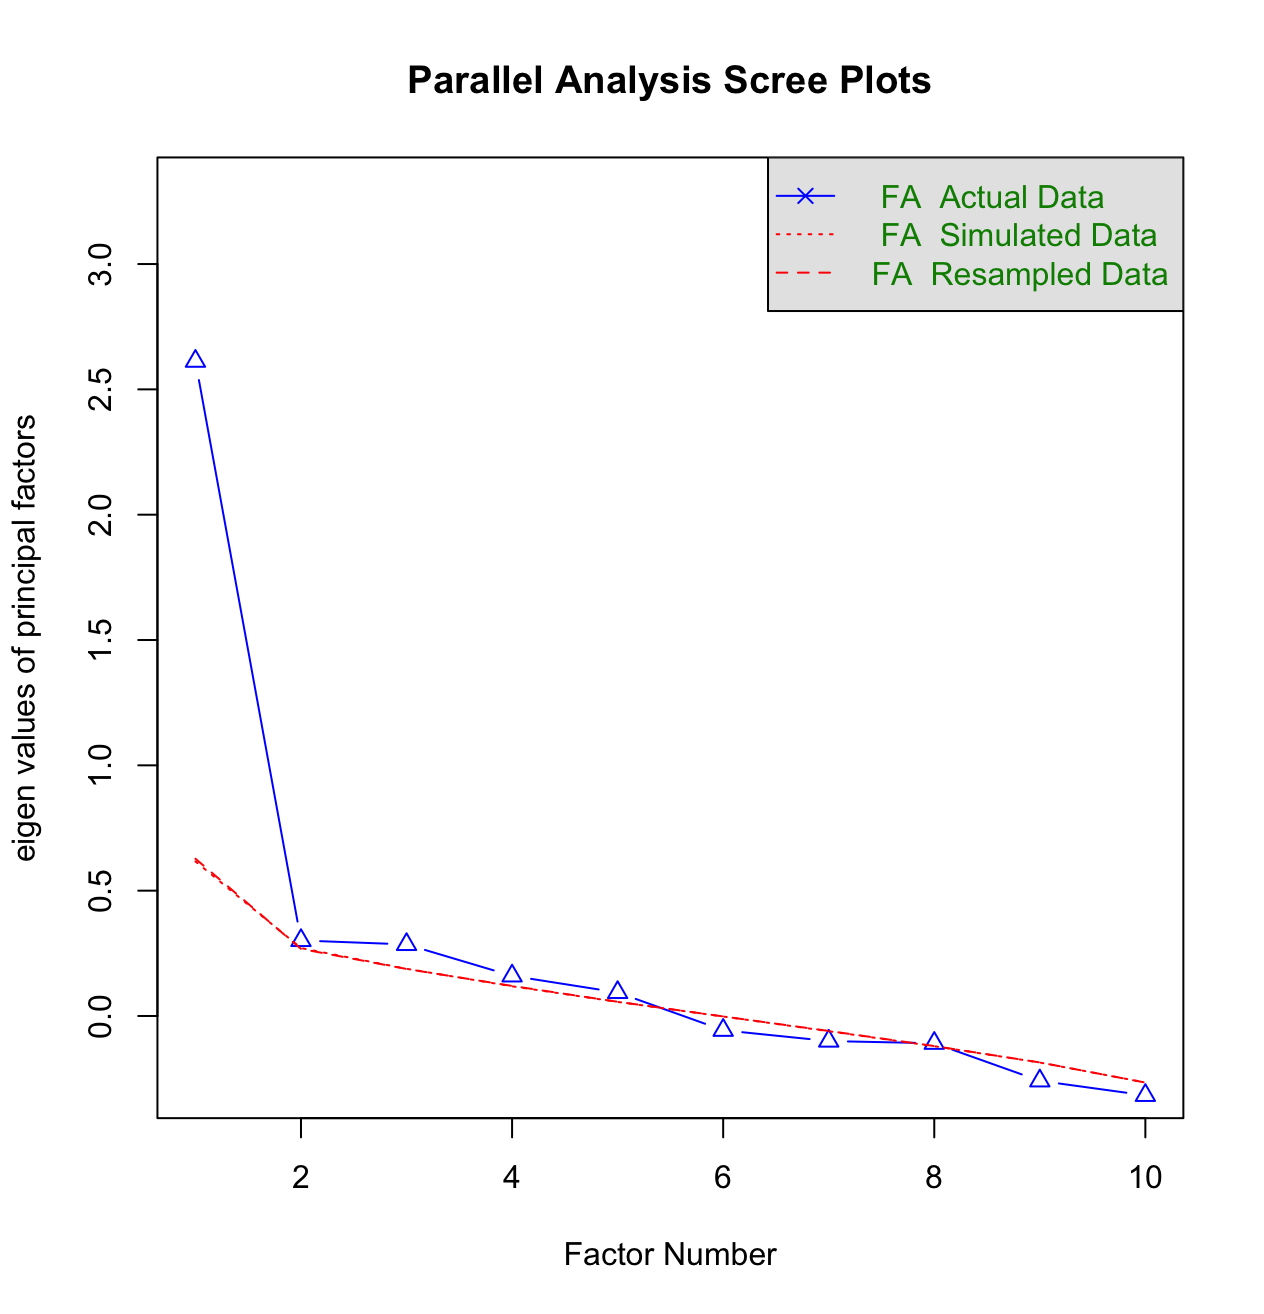 Parallel Analysis Scree Plots
FA Actual Data
FA Simulated Data
FA Resampled Data
eigen values of principal factors
3.0
2.5
2.0
1.5
1.0
0.5
0.0
2 4 6 8 10
Factor Number